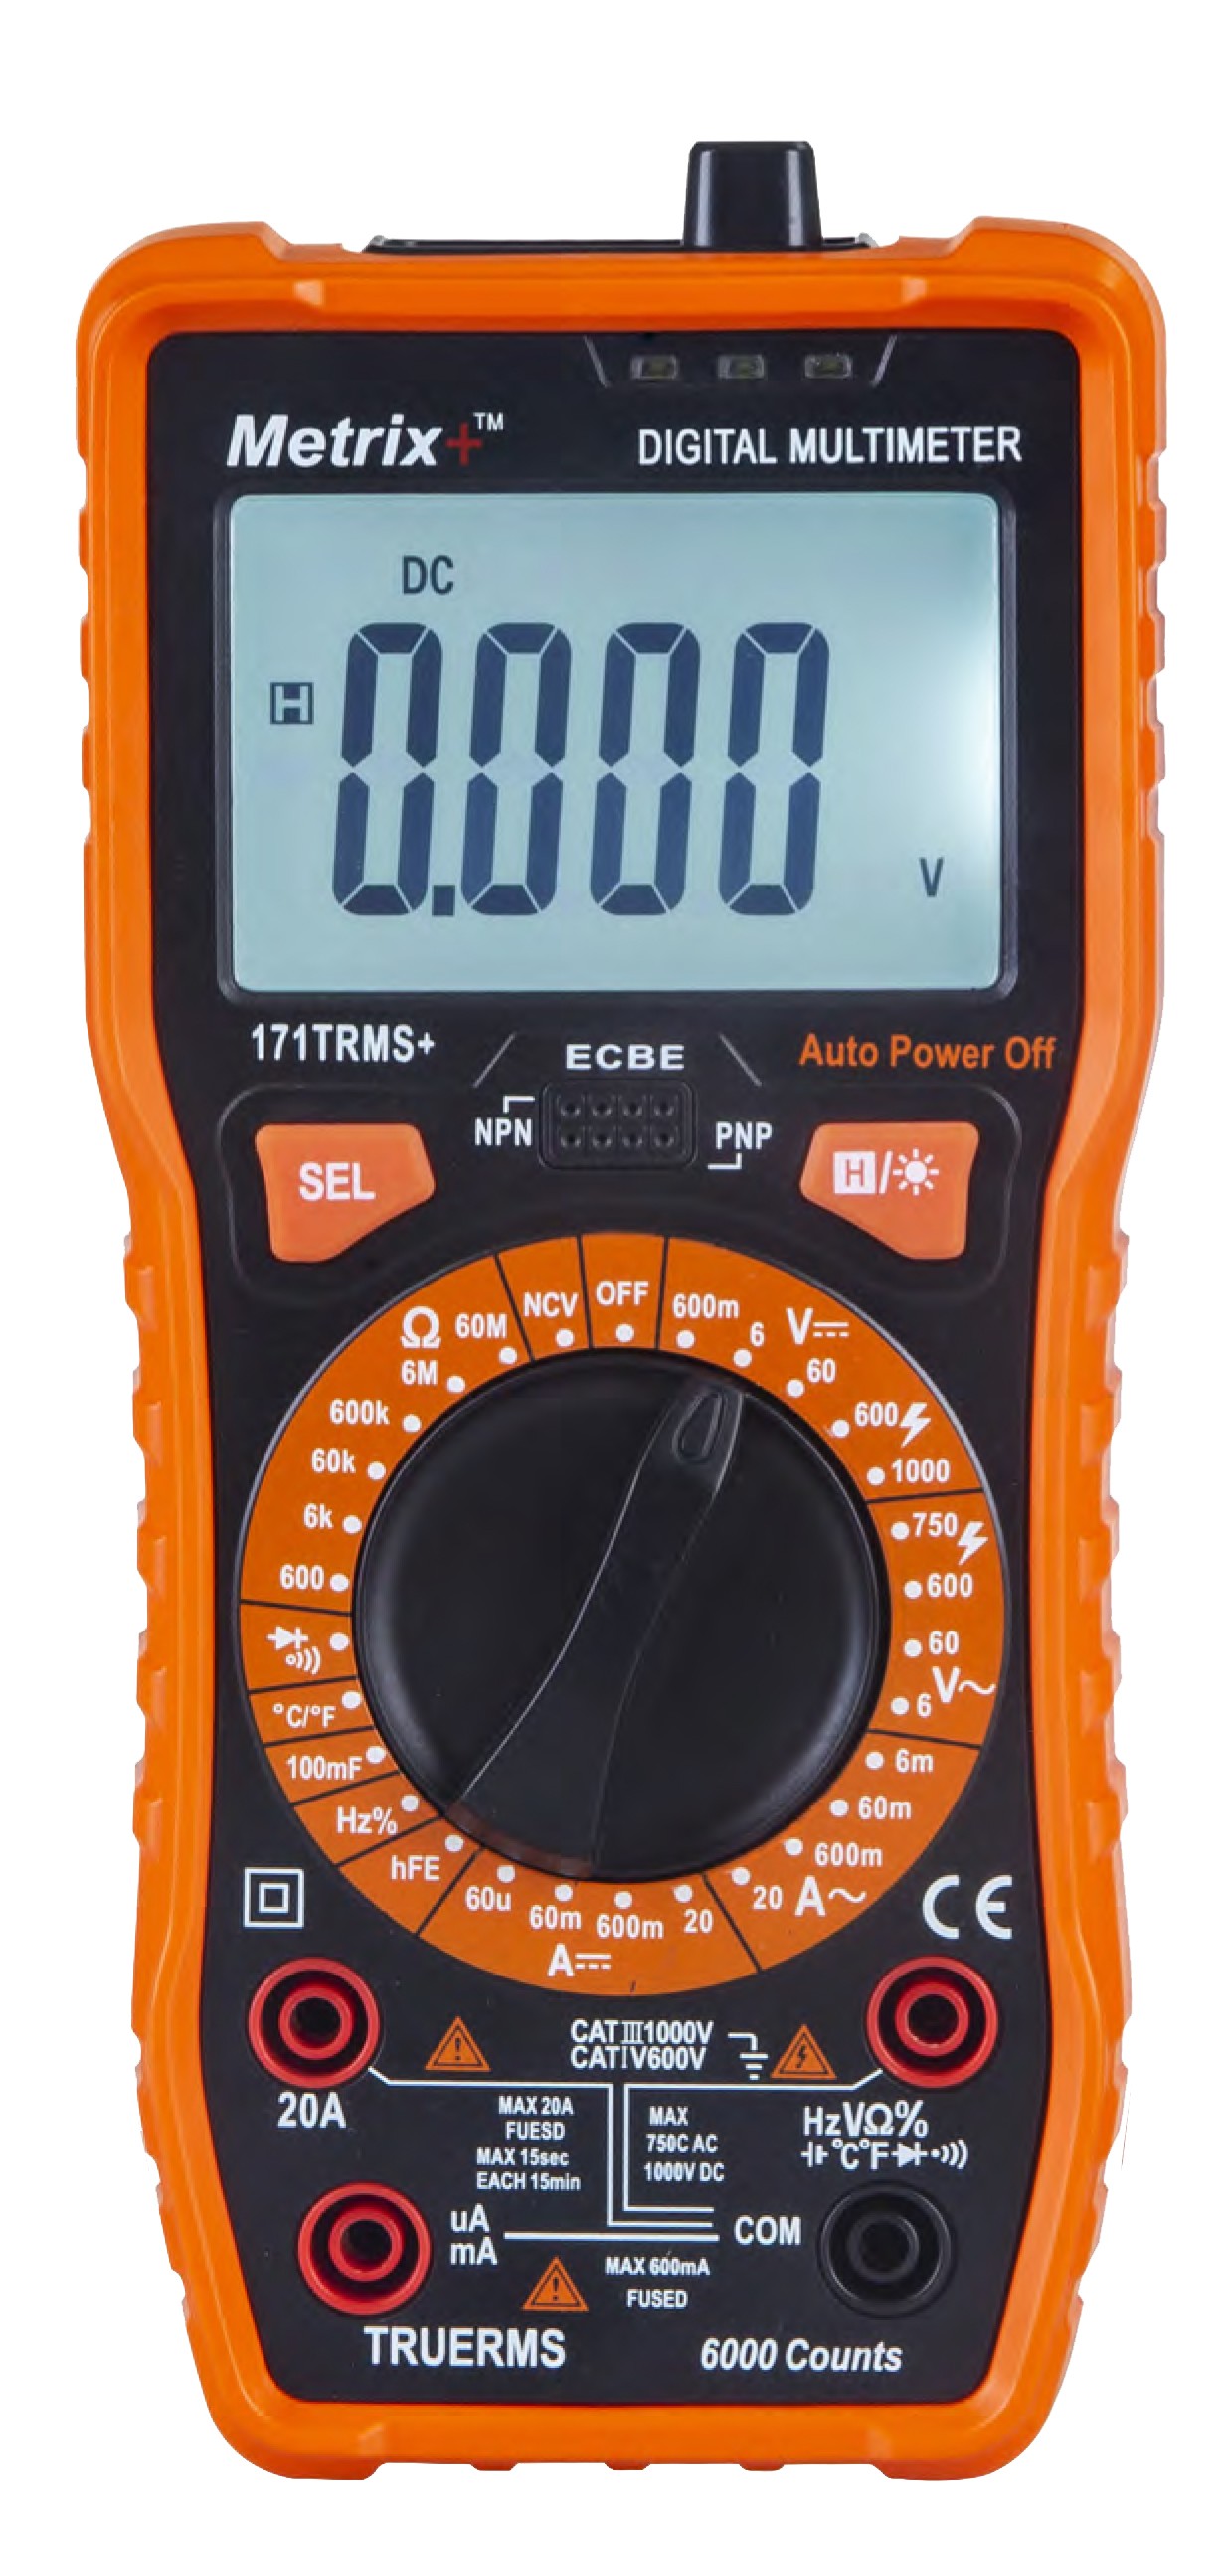 Metrix+™
DIGITAL MULTIMETER
DC
H
0.000
V
171TRMS+
ECBE
Auto Power Off
NPN
PNP
SEL
H/
NCV
OFF
600m
6
V⎓
60
600
1000
750
600
60
6
V~
6m
60m
600m
20
A~
20
600m
60m
60u
A⎓
hFE
Hz%
100mF
°C/°F
600
6k
60k
600k
6M
60M
Ω
CE
CATⅢ1000V
CATⅣ600V
20A
MAX 20A
FUESD
MAX 15sec
EACH 15min
MAX
750C AC
1000V DC
HzVΩ%
°C°F
uA
mA
COM
MAX 600mA
FUSED
TRUERMS
6000 Counts